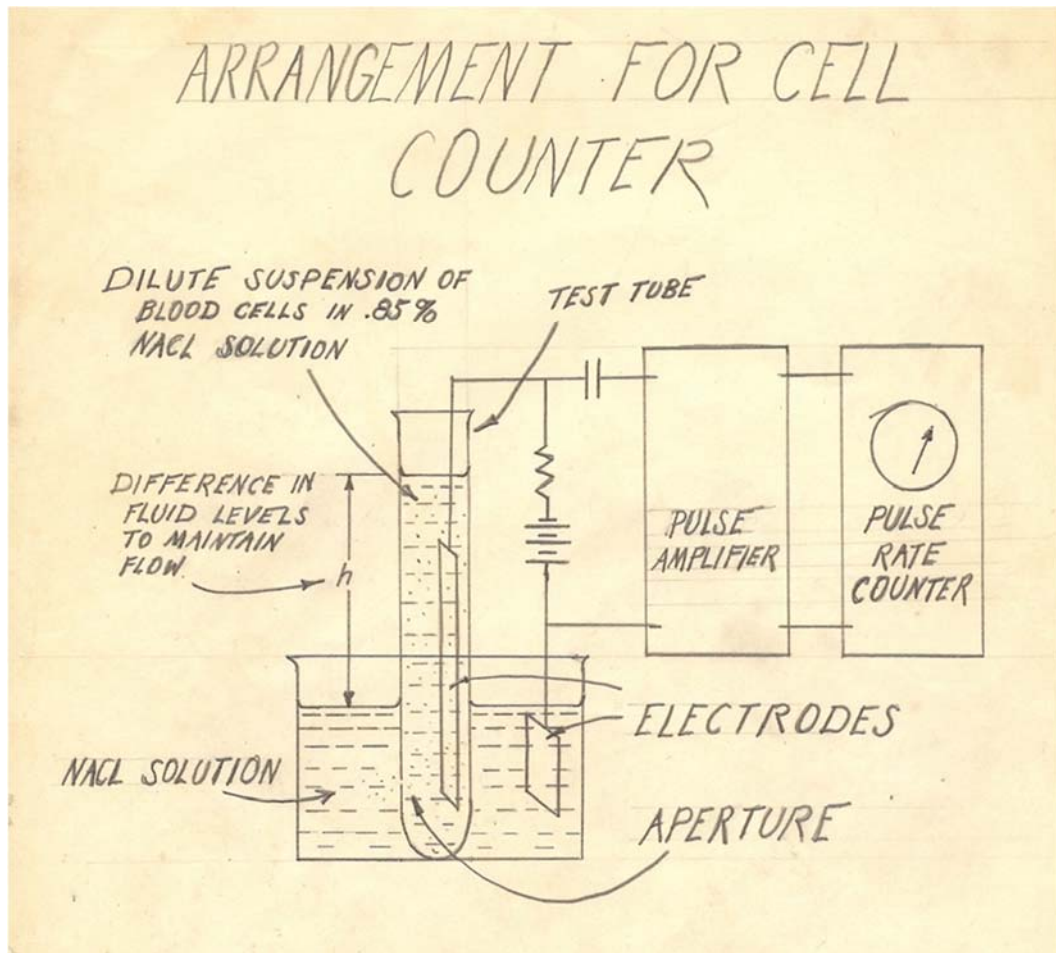 ARRANGEMENT FOR CELL
COUNTER
DILUTE SUSPENSION OF
BLOOD CELLS IN .85%
NACL SOLUTION
TEST TUBE
DIFFERENCE IN
FLUID LEVELS
TO MAINTAIN
FLOW
h
PULSE
AMPLIFIER
PULSE
RATE
COUNTER
ELECTRODES
NACL SOLUTION
APERTURE